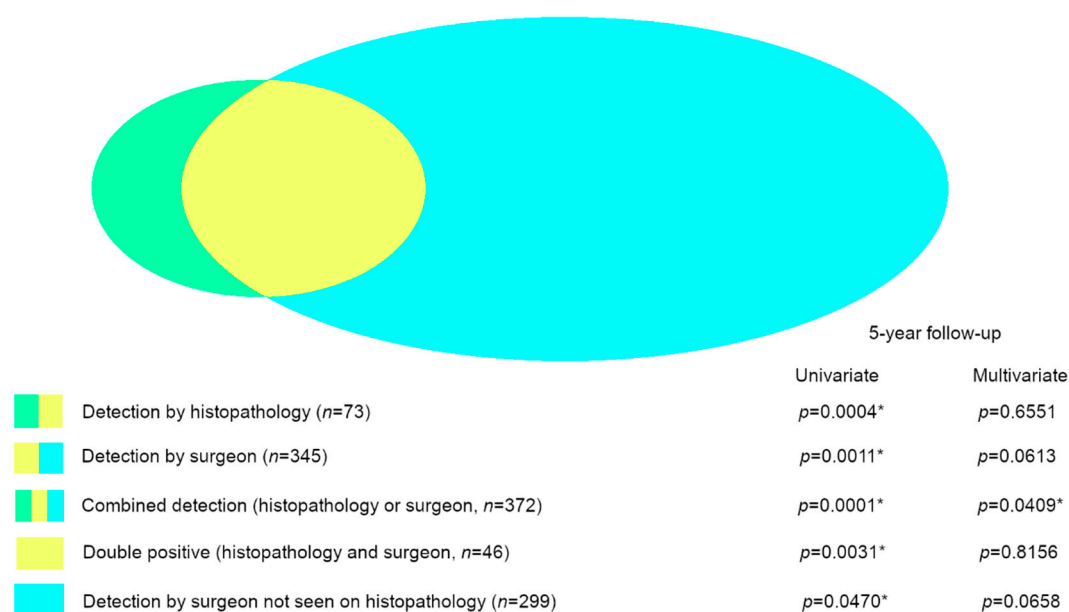 5-year follow-up
Univariate Multivariate
Detection by histopathology (n=73) p=0.0004* p=0.6551
Detection by surgeon (n=345) p=0.0011* p=0.0613
Combined detection (histopathology or surgeon, n=372) p=0.0001* p=0.0409*
Double positive (histopathology and surgeon, n=46) p=0.0031* p=0.8156
Detection by surgeon not seen on histopathology (n=299) p=0.0470* p=0.0658